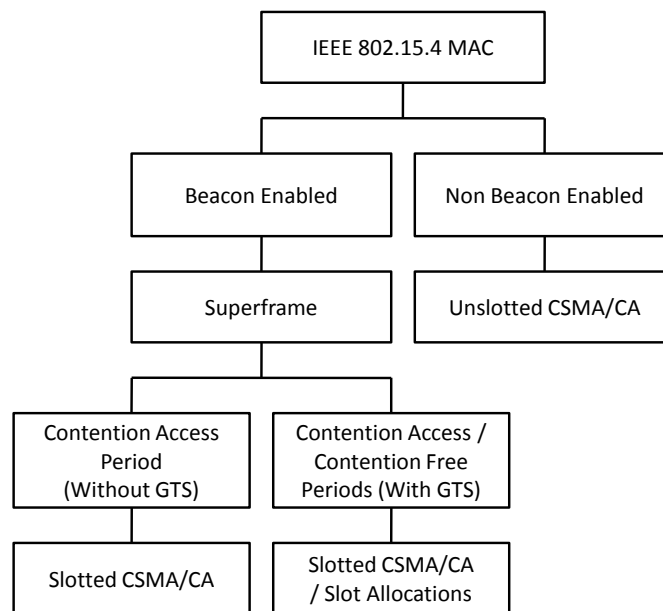 IEEE 802.15.4 MAC
Beacon Enabled
Non Beacon Enabled
Superframe
Unslotted CSMA/CA
Contention Access
Period
(Without GTS)
Contention Access /
Contention Free
Periods (With GTS)
Slotted CSMA/CA
Slotted CSMA/CA
/ Slot Allocations